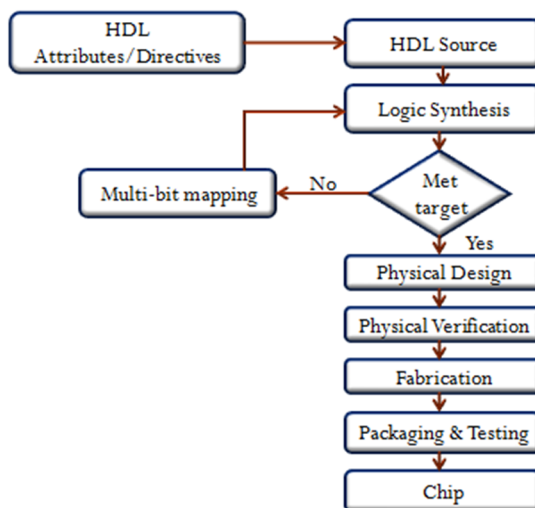 HDL
Attributes/Directives
HDL Source
Logic Synthesis
Met
target
No
Multi-bit mapping
Yes
Physical Design
Physical Verification
Fabrication
Packaging & Testing
Chip